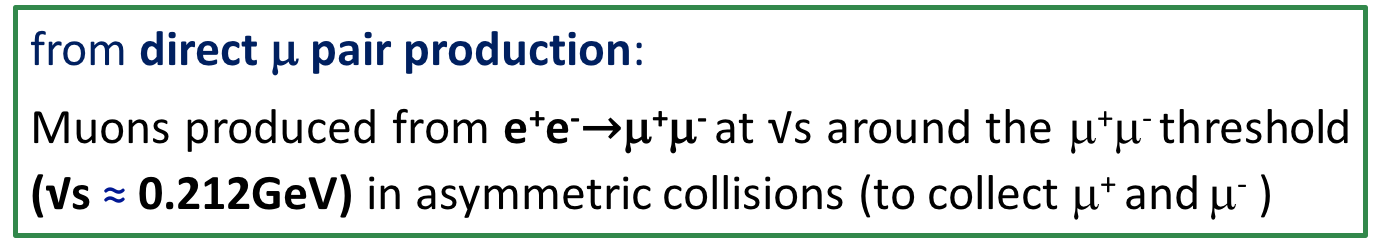 from direct μ pair production:
Muons produced from e⁺e⁻→μ⁺μ⁻ at √s around the μ⁺μ⁻ threshold
(√s ≈ 0.212GeV) in asymmetric collisions (to collect μ⁺ and μ⁻ )